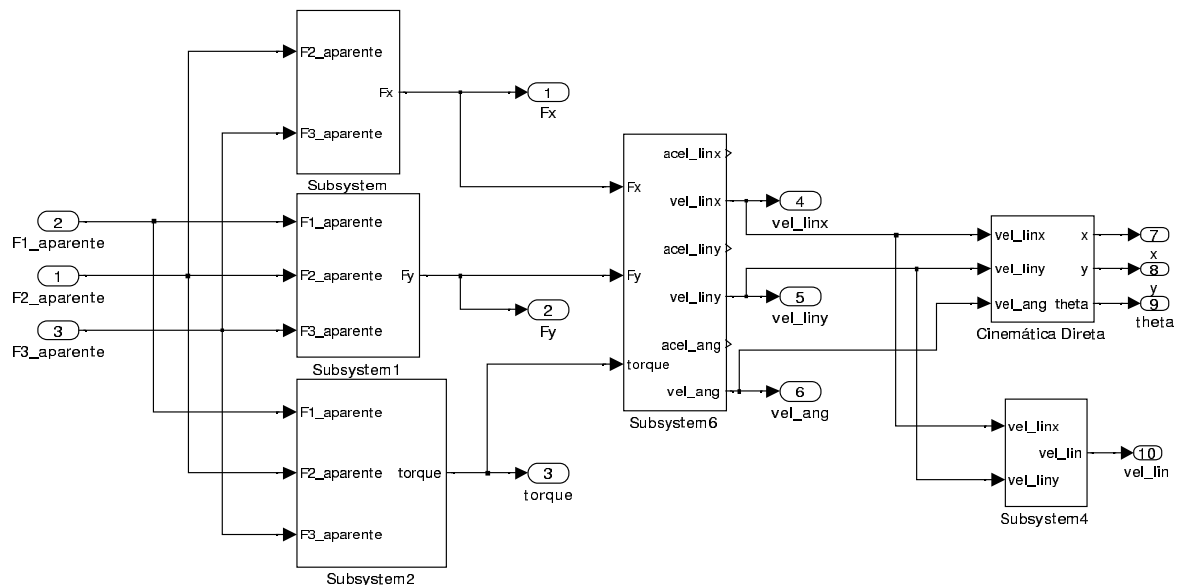 F2_aparente
Fx
F3_aparente
Subsystem
1
Fx
2
F1_aparente
1
F2_aparente
3
F3_aparente
F1_aparente
F2_aparente
Fy
F3_aparente
Subsystem1
2
Fy
F1_aparente
F2_aparente
torque
F3_aparente
Subsystem2
3
torque
acel_linx
Fx
vel_linx
acel_liny
Fy
vel_liny
acel_ang
torque
vel_ang
Subsystem6
4
vel_linx
5
vel_liny
6
vel_ang
vel_linx
x
vel_liny
y
vel_ang
theta
Cinemática Direta
7
x
8
y
9
theta
vel_linx
vel_lin
vel_liny
Subsystem4
10
vel_lin